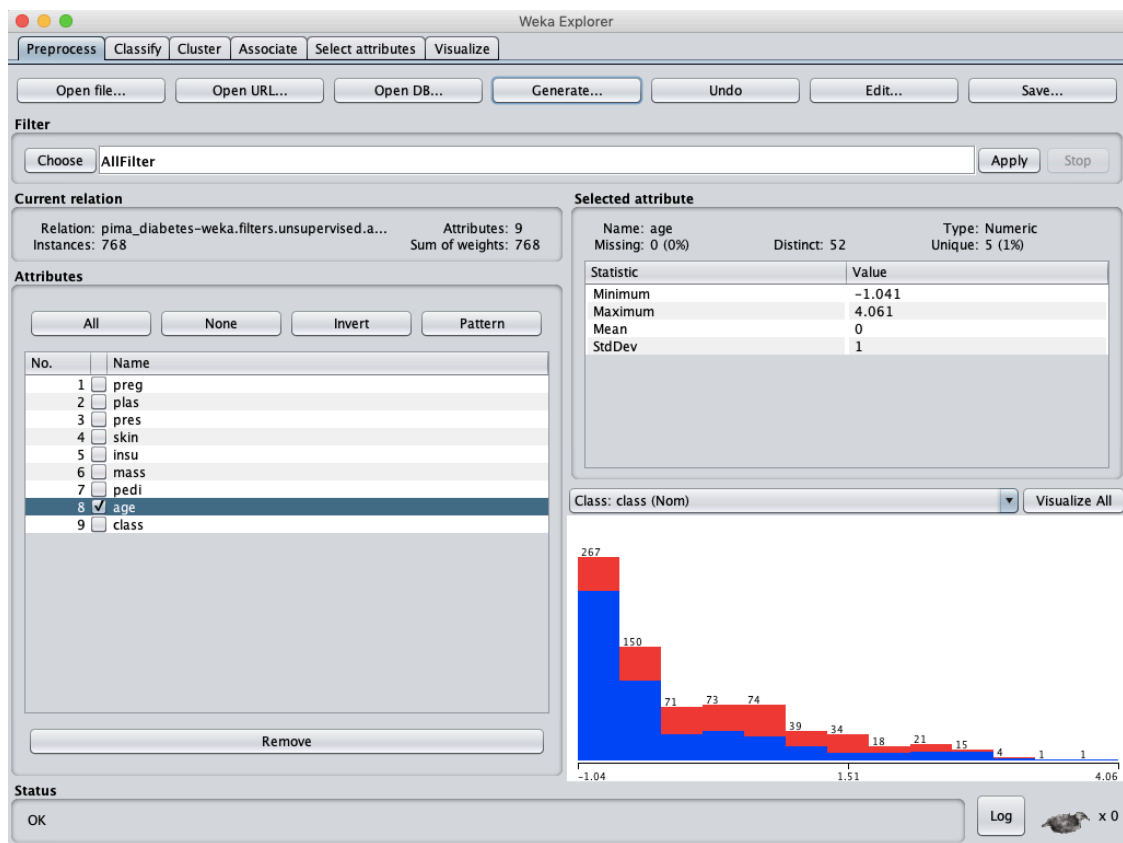 Weka Explorer
Preprocess Classify Cluster Associate Select attributes Visualize
Open file... Open URL... Open DB... Generate... Undo Edit... Save...
Filter
Choose AllFilter Apply Stop
Current relation
Relation: pima_diabetes-weka.filters.unsupervised.a... Attributes: 9
Instances: 768 Sum of weights: 768
Attributes
All None Invert Pattern
No. Name
1 preg
2 plas
3 pres
4 skin
5 insu
6 mass
7 pedi
8 age
9 class
Remove
Selected attribute
Name: age Type: Numeric
Missing: 0 (0%) Distinct: 52 Unique: 5 (1%)
Statistic Value
Minimum -1.041
Maximum 4.061
Mean 0
StdDev 1
Class: class (Nom) Visualize All
267
150
71 73 74
39 34 18 21 15 4 1 1
-1.04 1.51 4.06
Status
OK Log x 0